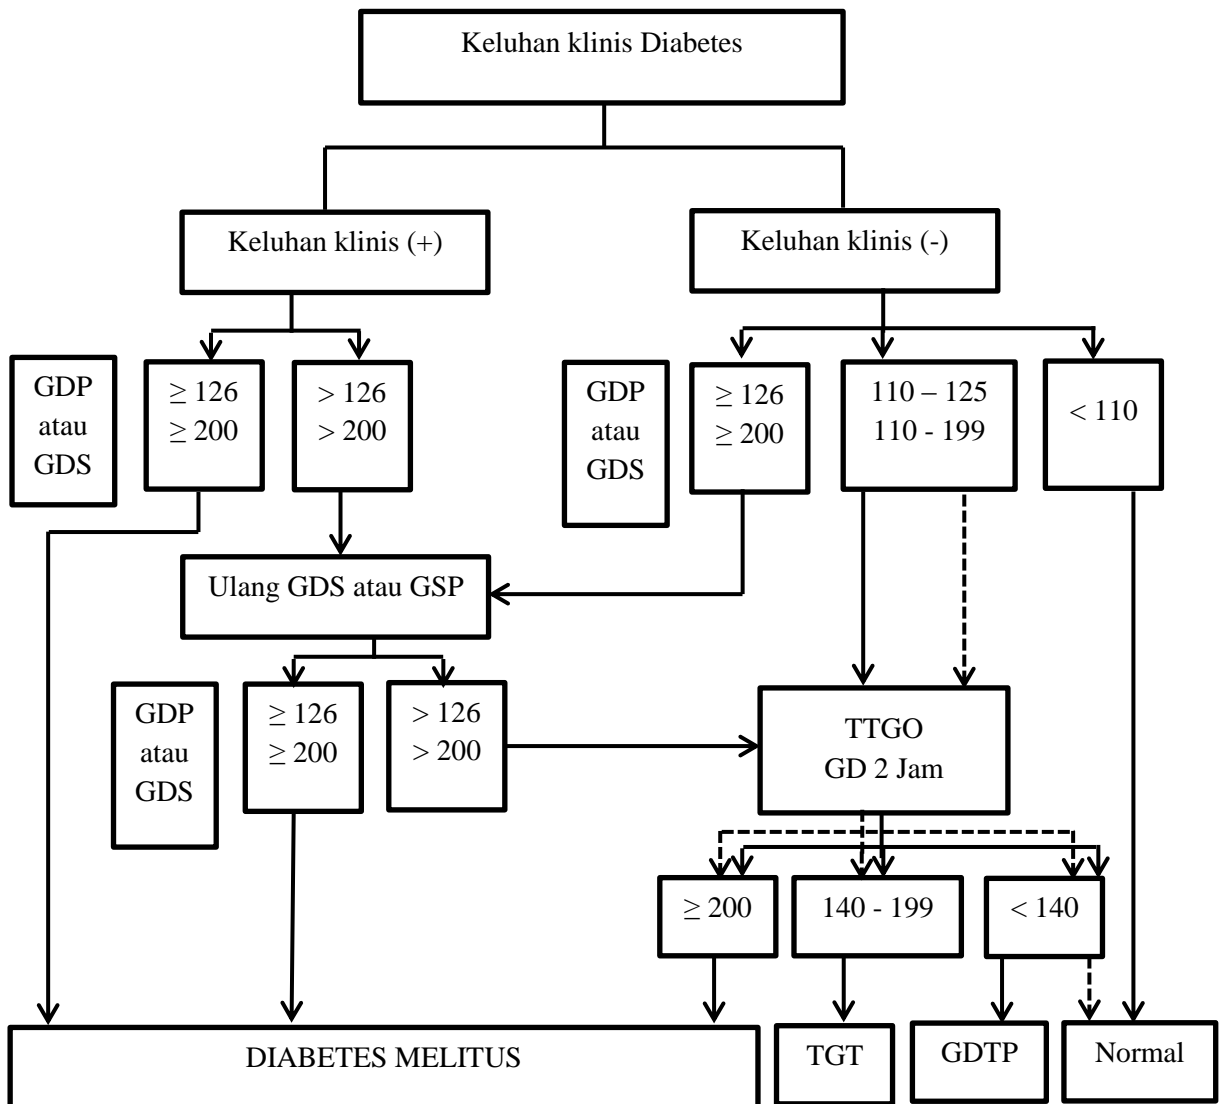 Keluhan klinis Diabetes
Keluhan klinis (+)
Keluhan klinis (-)
GDP
atau
GDS
≥ 126
≥ 200
> 126
> 200
GDP
atau
GDS
≥ 126
≥ 200
110 – 125
110 - 199
< 110
Ulang GDS atau GSP
GDP
atau
GDS
≥ 126
≥ 200
> 126
> 200
TTGO
GD 2 Jam
≥ 200
140 - 199
< 140
DIABETES MELITUS
TGT
GDTP
Normal